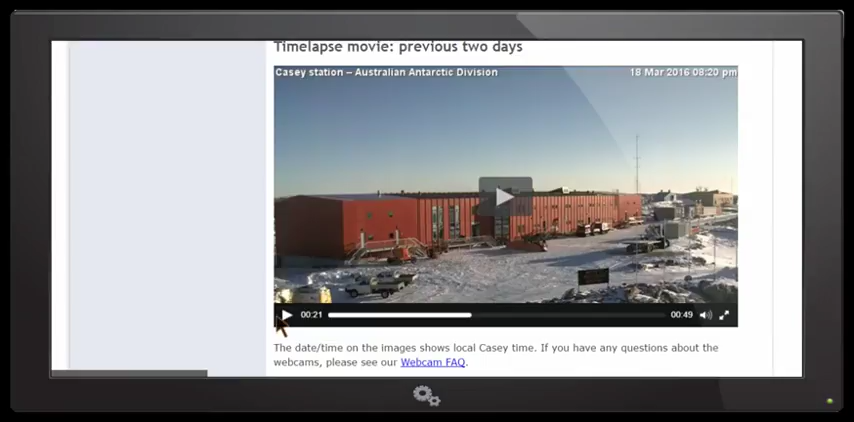 Timelapse movie: previous two days
Casey station – Australian Antarctic Division 18 Mar 2016 08:20 pm
00:21 00:49
The date/time on the images shows local Casey time. If you have any questions about the
webcams, please see our Webcam FAQ.